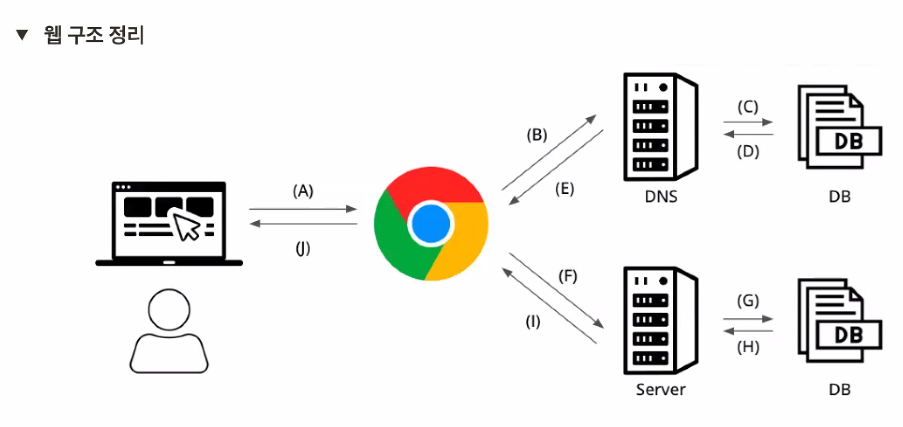 ▼ 웹 구조 정리
(A)
(J)
(B)
(E)
DNS
(C)
(D)
DB
DB
(F)
(I)
Server
(G)
(H)
DB
DB